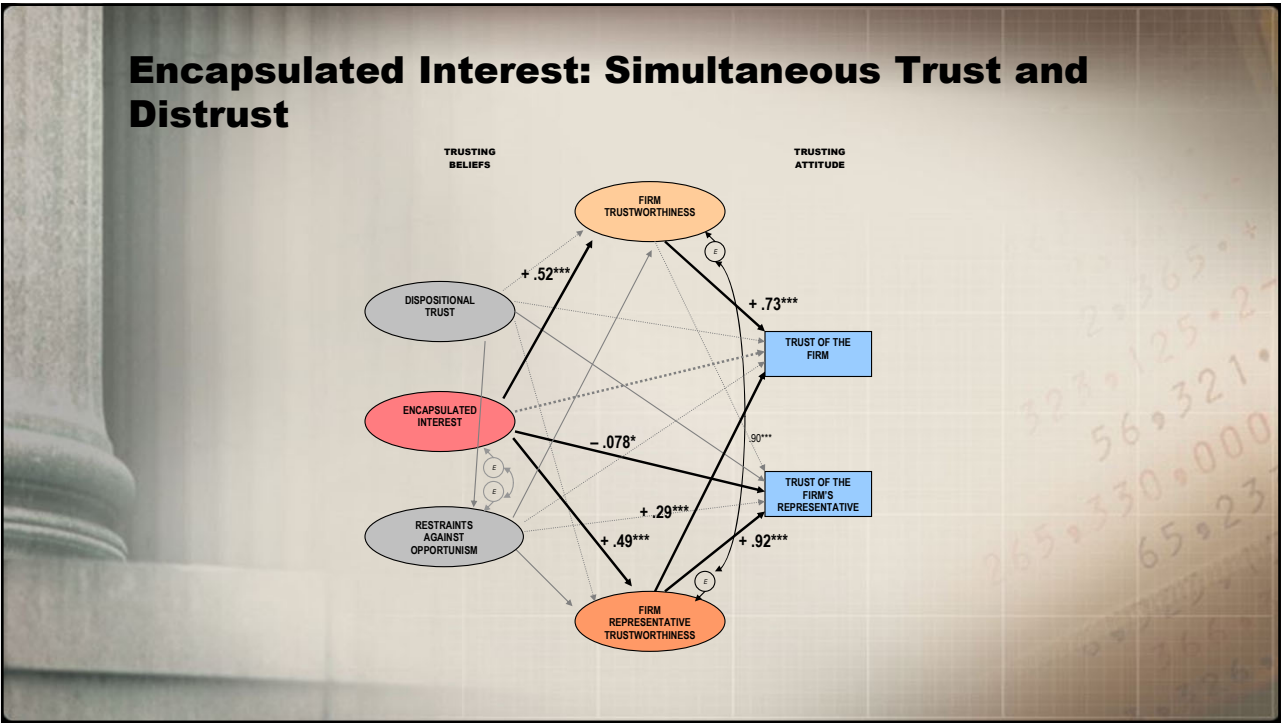 Encapsulated Interest: Simultaneous Trust and
Distrust
TRUSTING
BELIEFS
TRUSTING
ATTITUDE
FIRM
TRUSTWORTHINESS
E
+ .52***
DISPOSITIONAL
TRUST
+ .73***
TRUST OF THE
FIRM
ENCAPSULATED
INTEREST
– .078*
.90***
E
E
TRUST OF THE
FIRM'S
REPRESENTATIVE
+ .29***
RESTRAINTS
AGAINST
OPPORTUNISM
+ .49***
+ .92***
E
FIRM
REPRESENTATIVE
TRUSTWORTHINESS